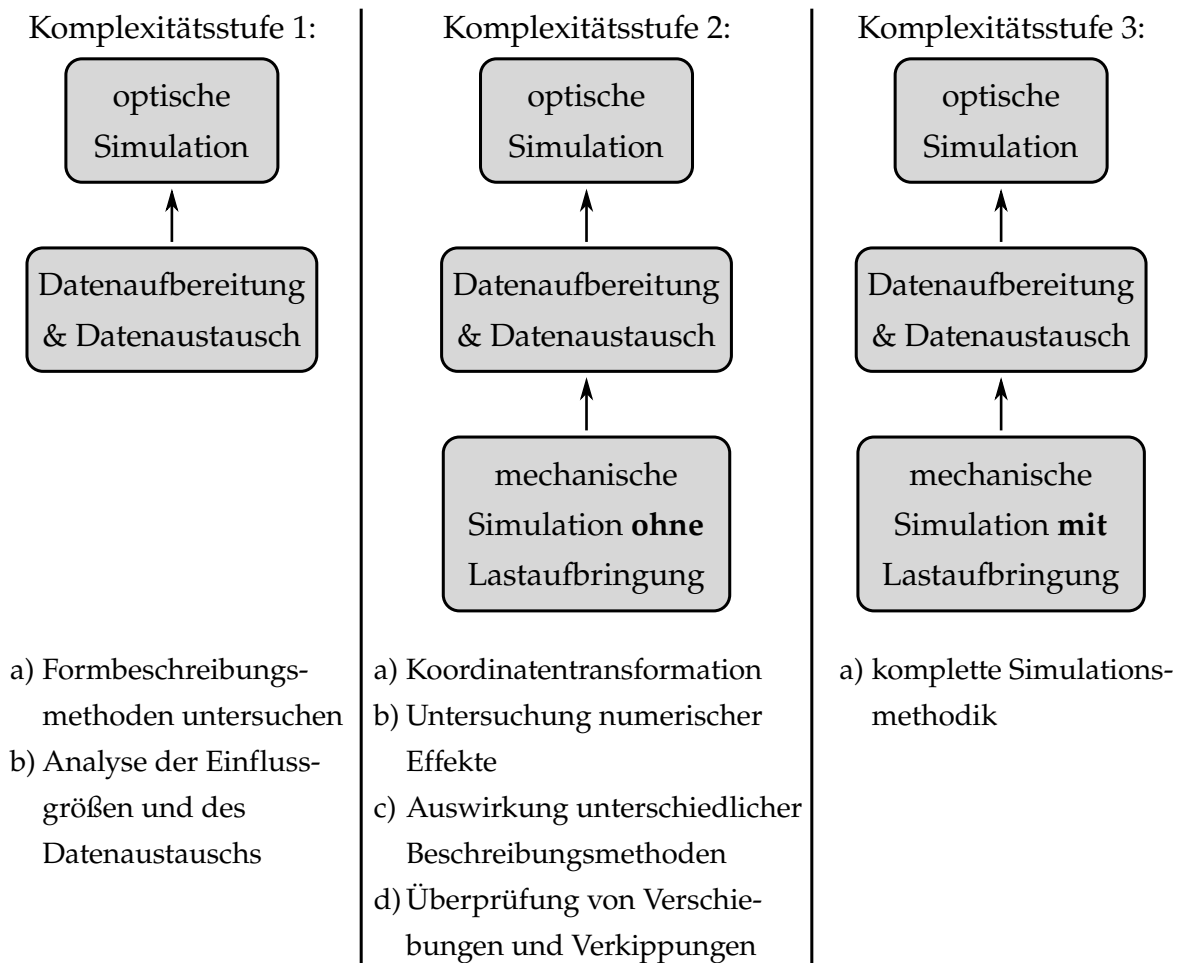 Komplexitätsstufe 1:
optische
Simulation
Datenaufbereitung
& Datenaustausch
a) Formbeschreibungs-
methoden untersuchen
b) Analyse der Einfluss-
größen und des
Datenaustauschs
Komplexitätsstufe 2:
optische
Simulation
Datenaufbereitung
& Datenaustausch
mechanische
Simulation ohne
Lastaufbringung
a) Koordinatentransformation
b) Untersuchung numerischer
Effekte
c) Auswirkung unterschiedlicher
Beschreibungsmethoden
d) Überprüfung von Verschie-
bungen und Verkippungen
Komplexitätsstufe 3:
optische
Simulation
Datenaufbereitung
& Datenaustausch
mechanische
Simulation mit
Lastaufbringung
a) komplette Simulations-
methodik